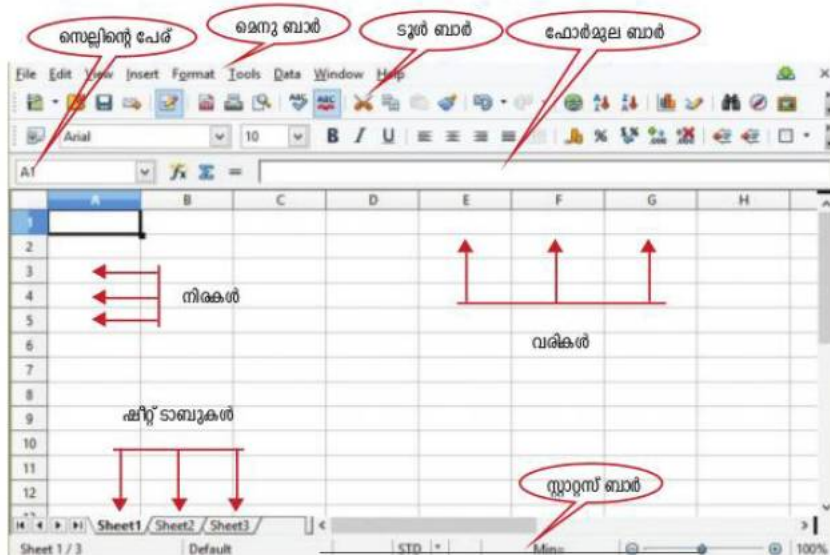 സെല്ലിന്റെ പേര്
മെനു ബാർ
ടൂൾ ബാർ
ഫോർമുല ബാർ
File Edit View Insert Format Tools Data Window Help
Arial 10 B I U %
A1 fx Σ =
A B C D E F G H
1
2
3
4 നിരകൾ
5
6 വരികൾ
7
8
9 ഷീറ്റ് ടാബുകൾ
10
11
12 സ്റ്റാറ്റസ് ബാർ
Sheet1 Sheet2 Sheet3
Sheet 1 / 3 Default STD * 100%